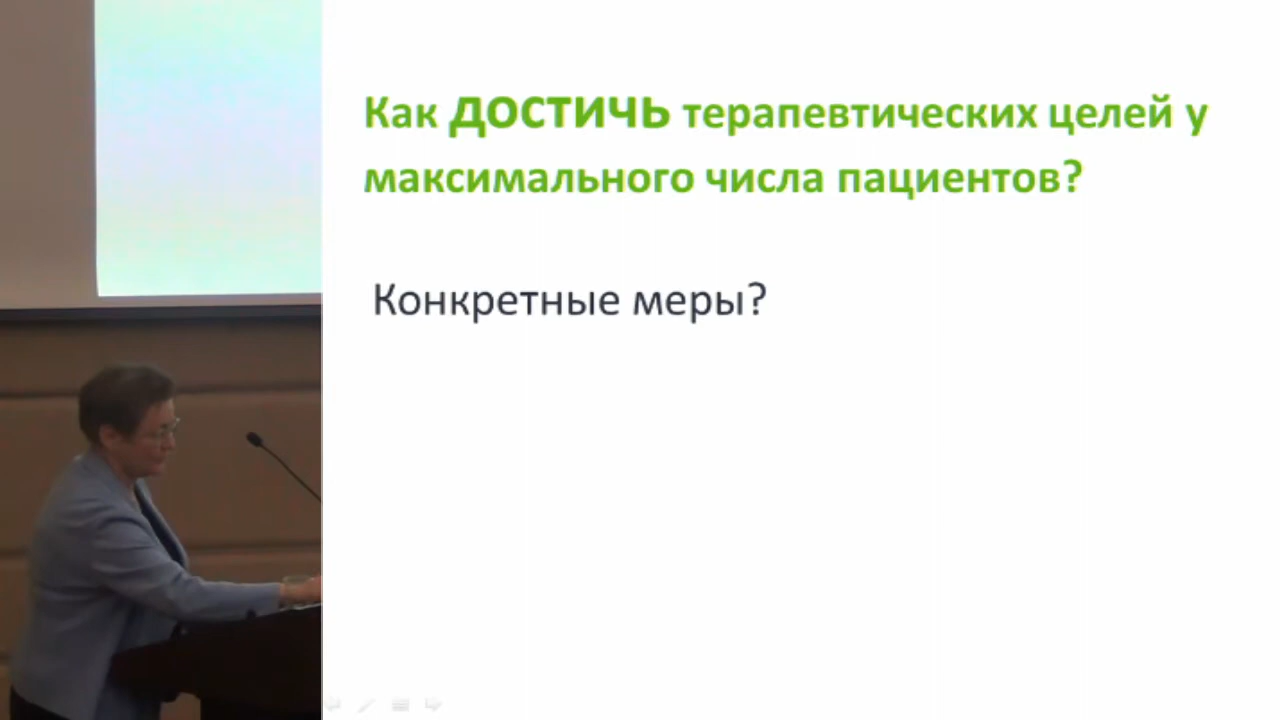 Как ДОСТИЧЬ терапевтических целей у
максимального числа пациентов?
Конкретные меры?